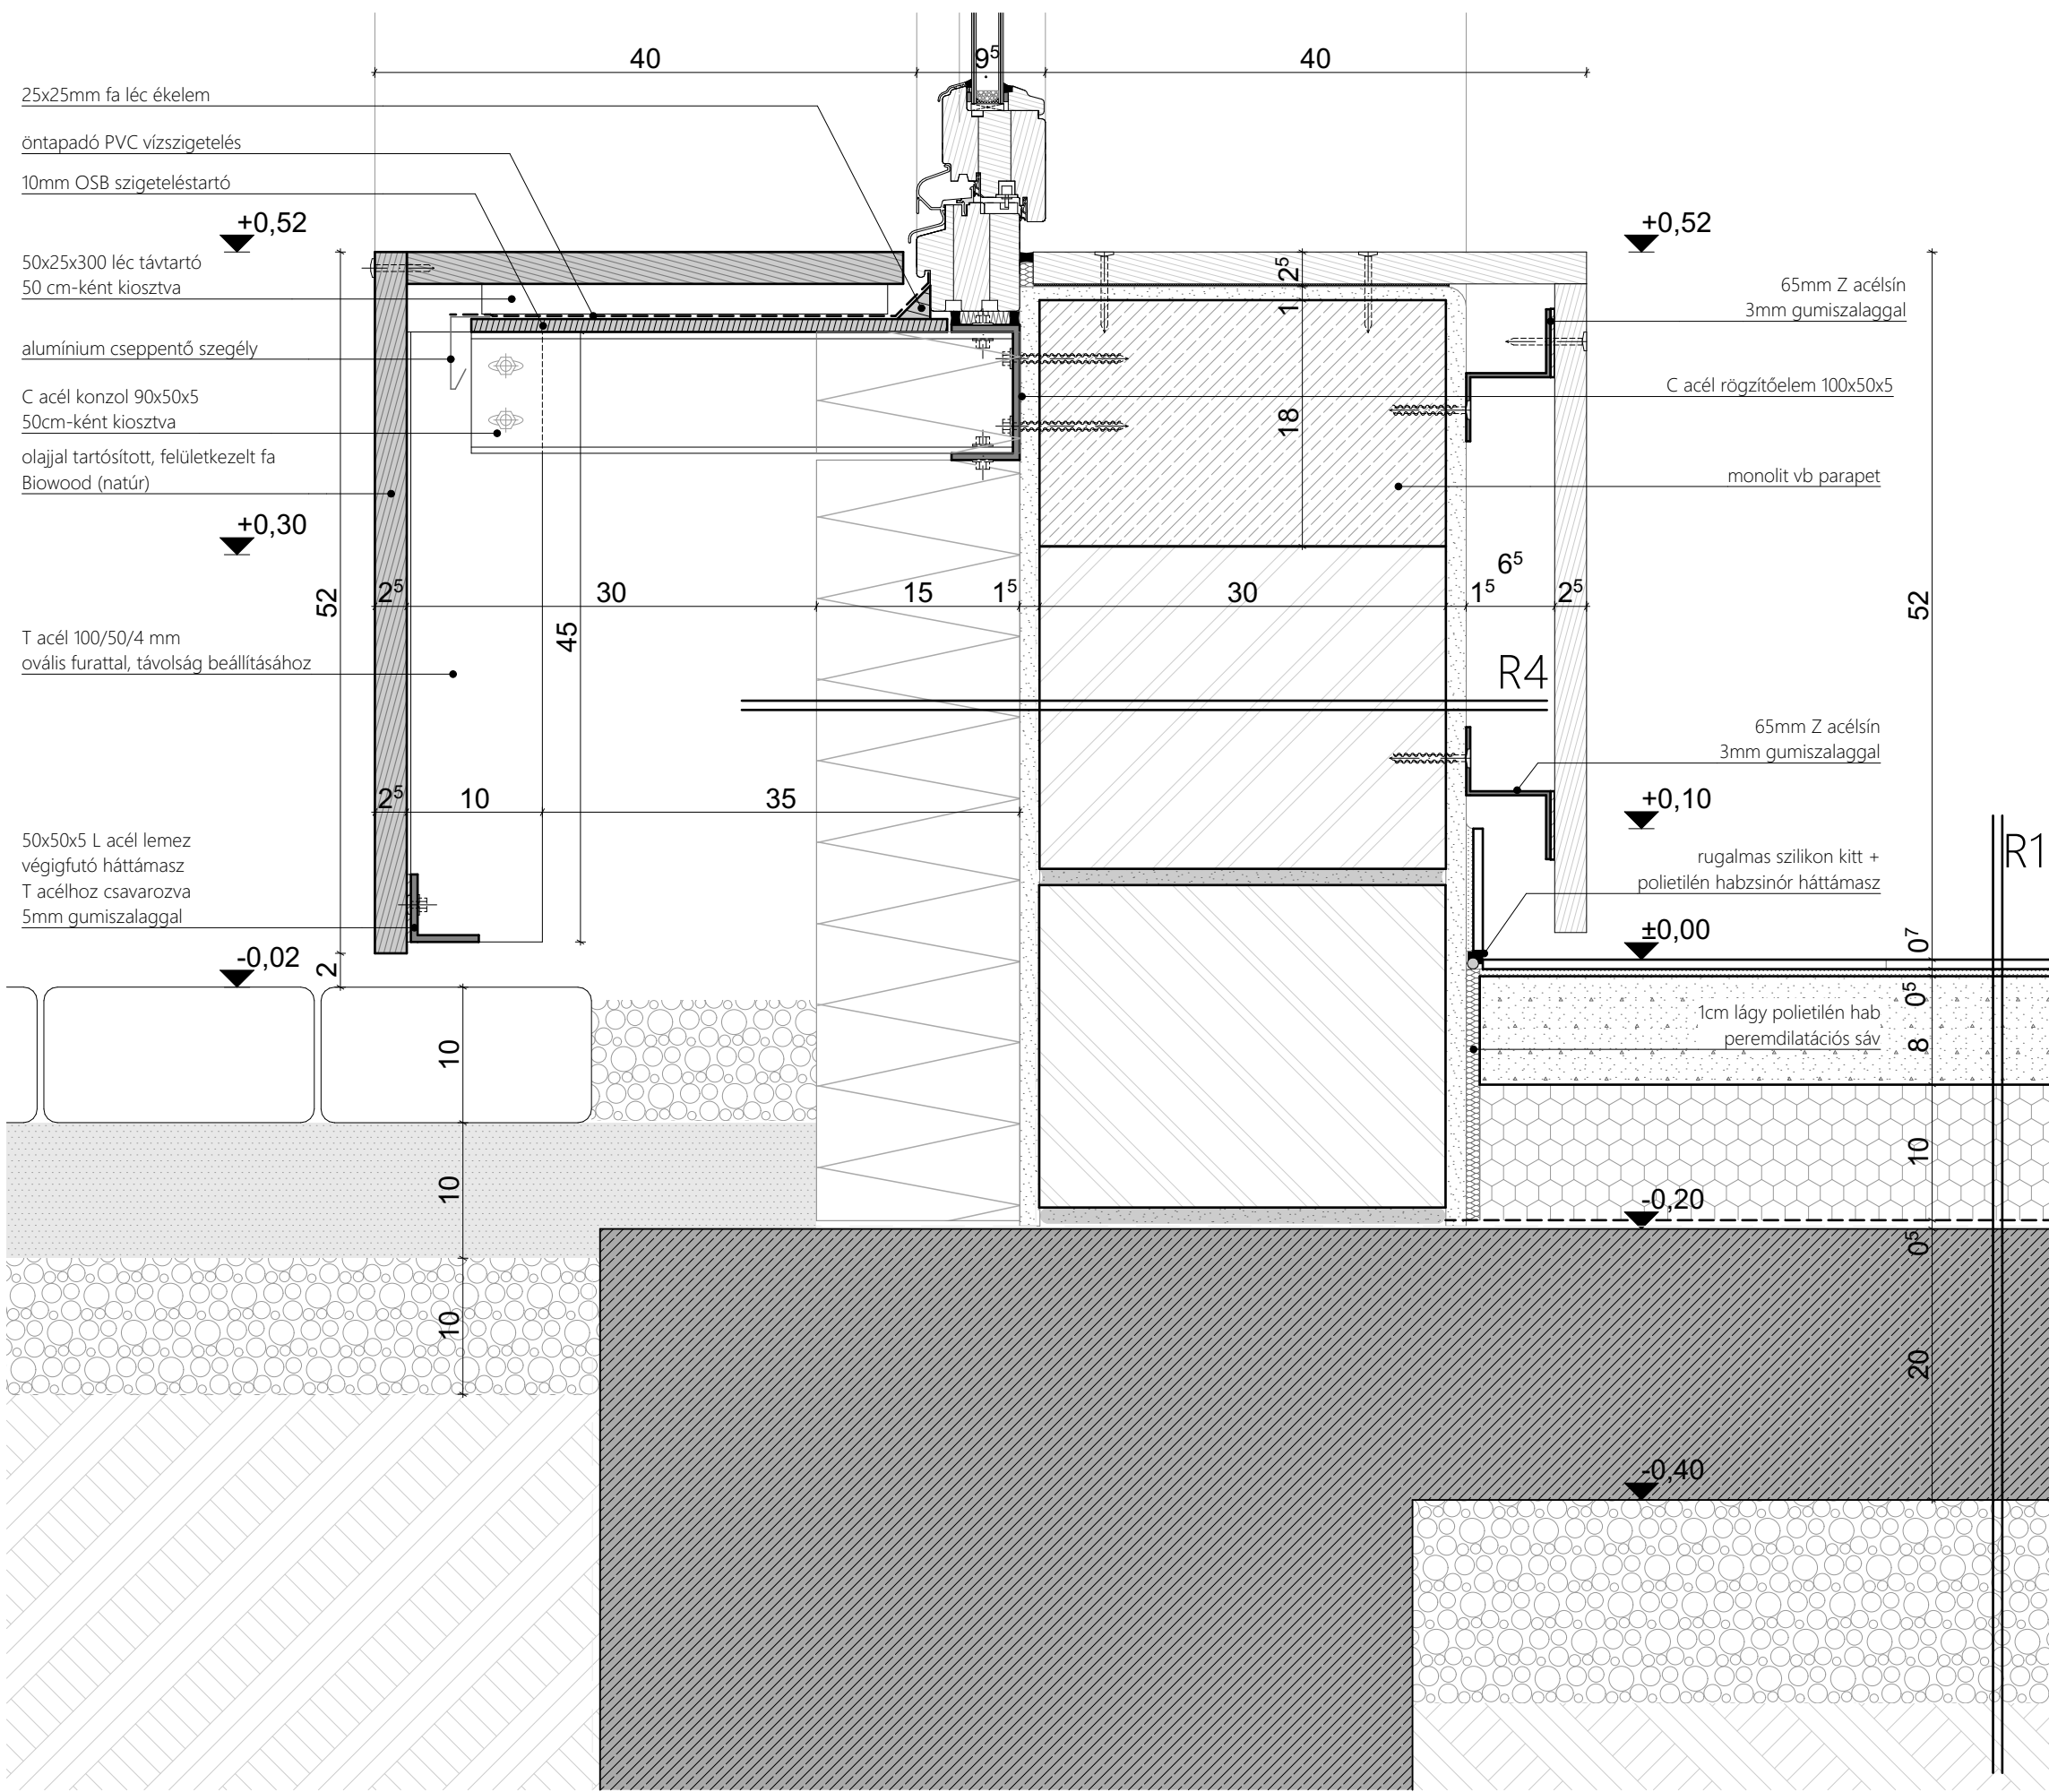 40
9⁵
40
25x25mm fa léc ékelem
öntapadó PVC vízszigetelés
10mm OSB szigeteléstartó
+0,52
50x25x300 léc távtartó
50 cm-ként kiosztva
alumínium cseppentő szegély
C acél konzol 90x50x5
50cm-ként kiosztva
olajjal tartósított, felületkezelt fa
Biowood (natúr)
+0,30
T acél 100/50/4 mm
ovális furattal, távolság beállításához
50x50x5 L acél lemez
végigfutó háttámasz
T acélhoz csavarozva
5mm gumiszalaggal
-0,02
52
2
2⁵
30
15
1⁵
30
1⁵
6⁵
2⁵
45
2⁵
10
35
10
10
10
2⁵
1
18
+0,52
65mm Z acélsín
3mm gumiszalaggal
C acél rögzítőelem 100x50x5
monolit vb parapet
52
R4
65mm Z acélsín
3mm gumiszalaggal
+0,10
R1
rugalmas szilikon kitt +
polietilén habzsinór háttámasz
±0,00
0⁷
0⁵
1cm lágy polietilén hab
peremdilatációs sáv
8
10
-0,20
0⁵
20
-0,40